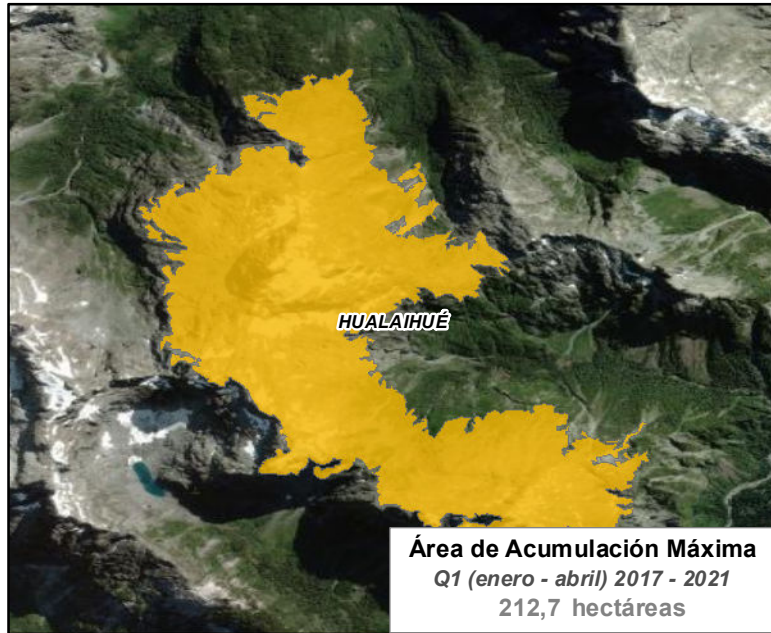 HUALAIHUÉ
Área de Acumulación Máxima
Q1 (enero - abril) 2017 - 2021
212,7 hectáreas